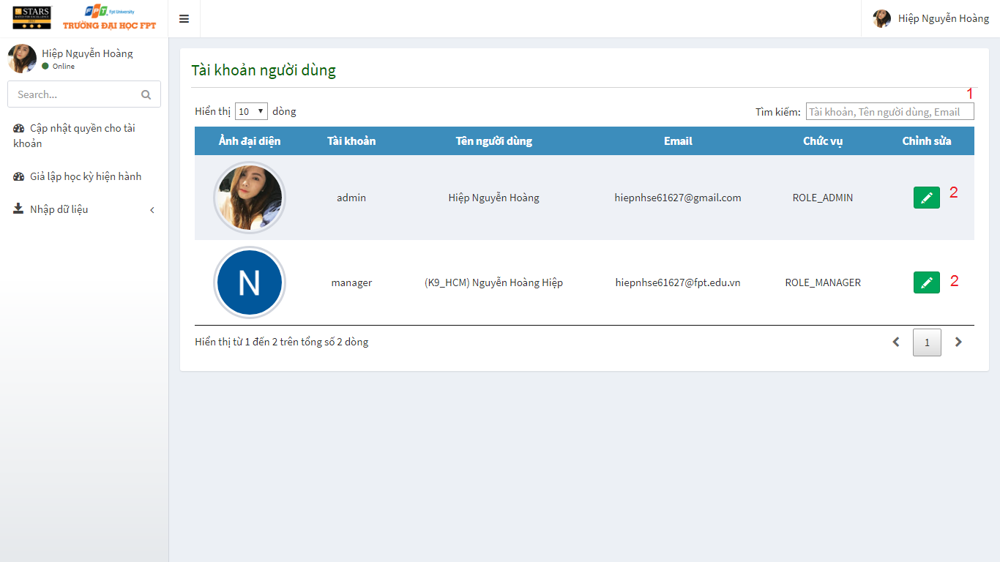 STARS
RATED FOR EXCELLENCE
FPT Fpt University
TRƯỜNG ĐẠI HỌC FPT
Hiệp Nguyễn Hoàng
Hiệp Nguyễn Hoàng
Online
Search...
Cập nhật quyền cho tài
khoản
Giả lập học kỳ hiện hành
Nhập dữ liệu
Tài khoản người dùng
1
Hiển thị 10 dòng
Tìm kiếm: Tài khoản, Tên người dùng, Email
Ảnh đại diện Tài khoản Tên người dùng Email Chức vụ Chỉnh sửa
admin Hiệp Nguyễn Hoàng hiepnhse61627@gmail.com ROLE_ADMIN 2
N manager (K9_HCM) Nguyễn Hoàng Hiệp hiepnhse61627@fpt.edu.vn ROLE_MANAGER 2
Hiển thị từ 1 đến 2 trên tổng số 2 dòng
1